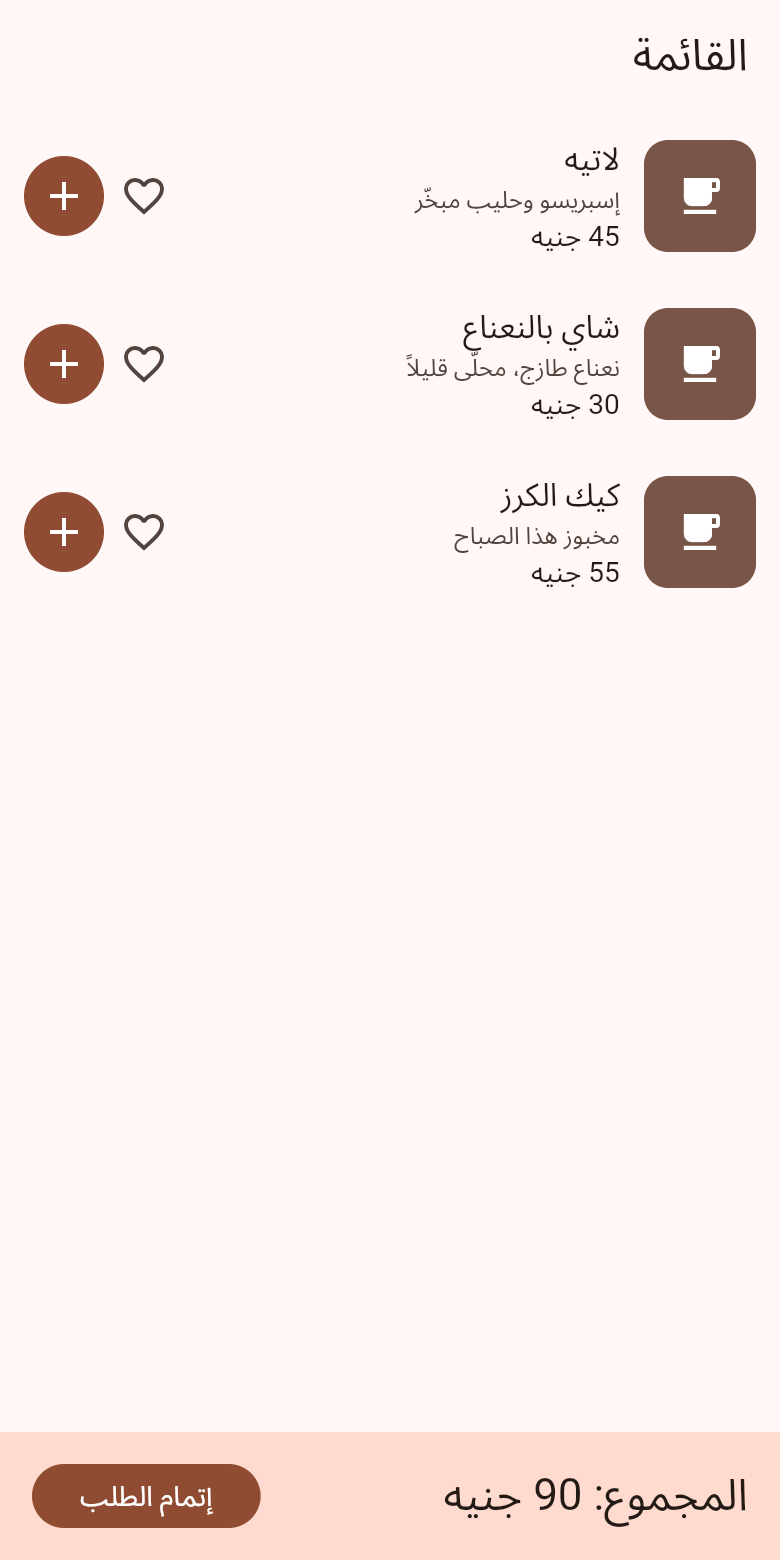 القائمة
لاتيه
إسبريسو وحليب مبخّر
45 جنيه
شاي بالنعناع
نعناع طازج، محلّى قليلاً
30 جنيه
كيك الكرز
مخبوز هذا الصباح
55 جنيه
المجموع: 90 جنيه
إتمام الطلب